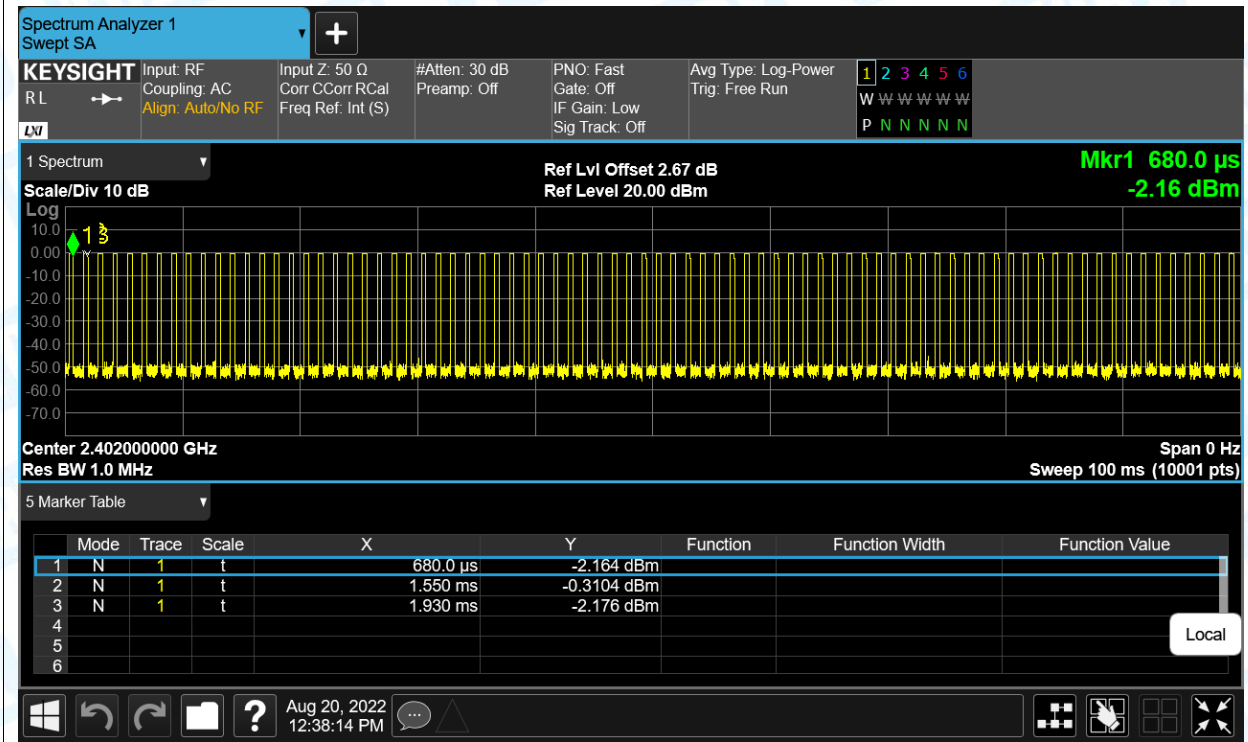 Spectrum Analyzer 1
Swept SA
▼
+
KEYSIGHT Input: RF Input Z: 50 Ω #Atten: 30 dB PNO: Fast Avg Type: Log-Power 1 2 3 4 5 6
RL Coupling: AC Corr CCorr RCal Preamp: Off Gate: Off Trig: Free Run W W W W W W
Align: Auto/No RF Freq Ref: Int (S) IF Gain: Low
LXI Sig Track: Off P N N N N N
1 Spectrum ▼ Ref Lvl Offset 2.67 dB Mkr1 680.0 µs
Scale/Div 10 dB Ref Level 20.00 dBm -2.16 dBm
Log
10.0
0.00
-10.0
-20.0
-30.0
-40.0
-50.0
-60.0
-70.0
1 3
Center 2.402000000 GHz Span 0 Hz
Res BW 1.0 MHz Sweep 100 ms (10001 pts)
5 Marker Table ▼
Mode Trace Scale X Y Function Function Width Function Value
1 N 1 t 680.0 µs -2.164 dBm
2 N 1 t 1.550 ms -0.3104 dBm
3 N 1 t 1.930 ms -2.176 dBm
4
5
6
Local
?
Aug 20, 2022
12:38:14 PM